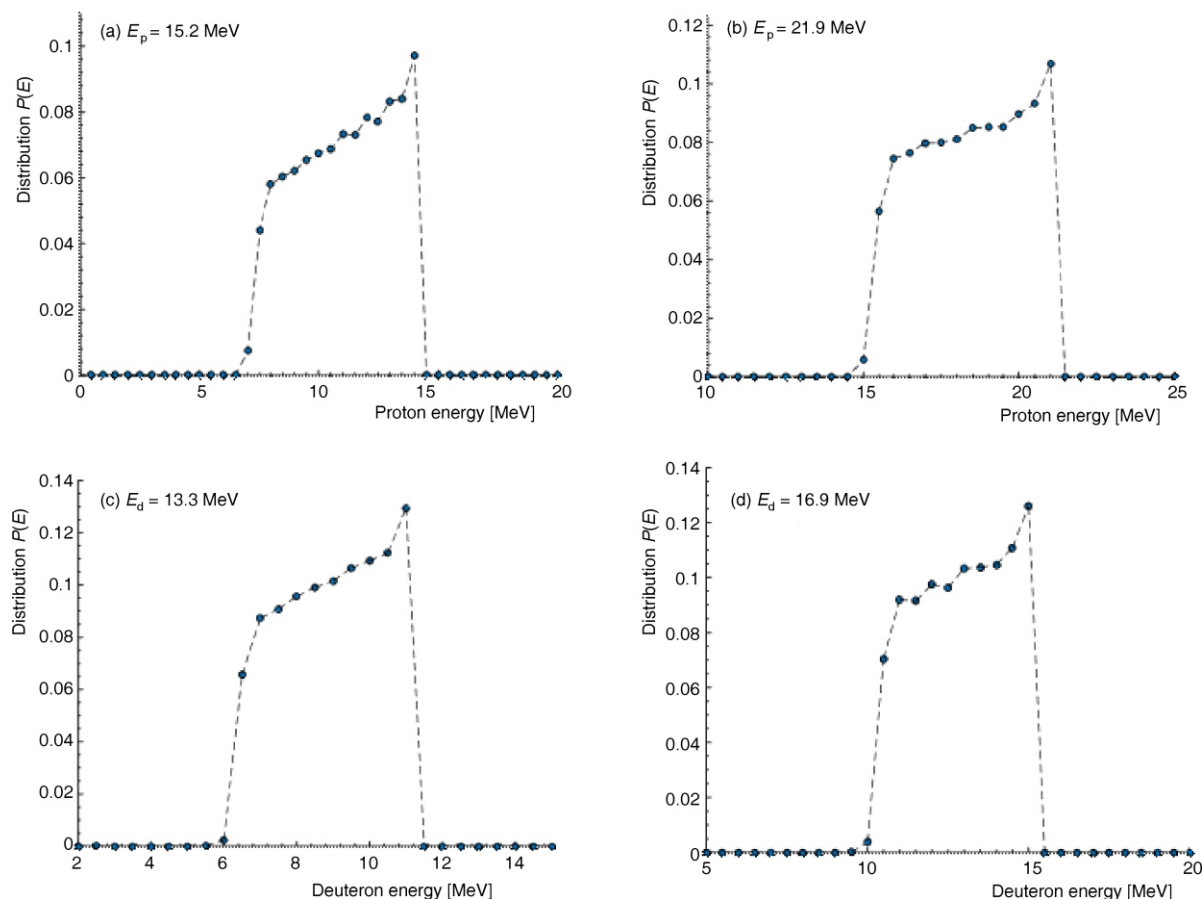 (a) Ep = 15.2 MeV
Distribution P(E)
0.1
0.08
0.06
0.04
0.02
0
0 5 10 15 20
Proton energy [MeV]
(b) Ep = 21.9 MeV
Distribution P(E)
0.12
0.1
0.08
0.06
0.04
0.02
0
10 15 20 25
Proton energy [MeV]
(c) Ed = 13.3 MeV
Distribution P(E)
0.14
0.12
0.1
0.08
0.06
0.04
0.02
0
2 4 6 8 10 12 14
Deuteron energy [MeV]
(d) Ed = 16.9 MeV
Distribution P(E)
0.14
0.12
0.1
0.08
0.06
0.04
0.02
0
5 10 15 20
Deuteron energy [MeV]